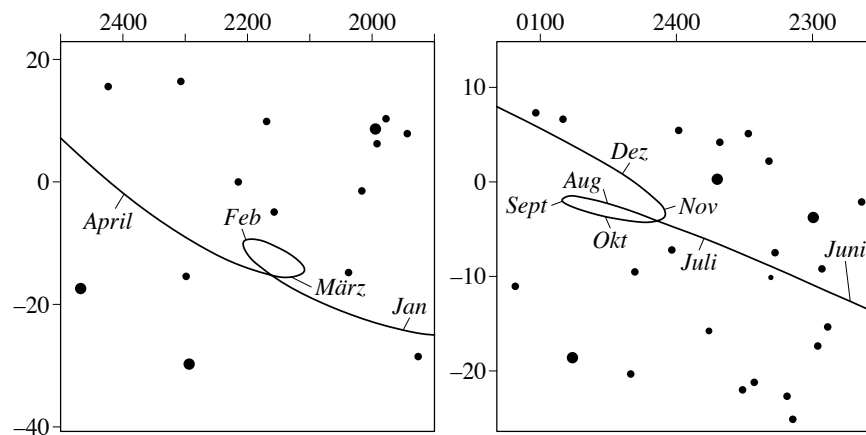 2400 2200 2000
20
0
–20
–40
April
Feb
März
Jan
0100 2400 2300
10
0
–10
–20
Dez
Aug
Sept
Nov
Okt
Juli
Juni